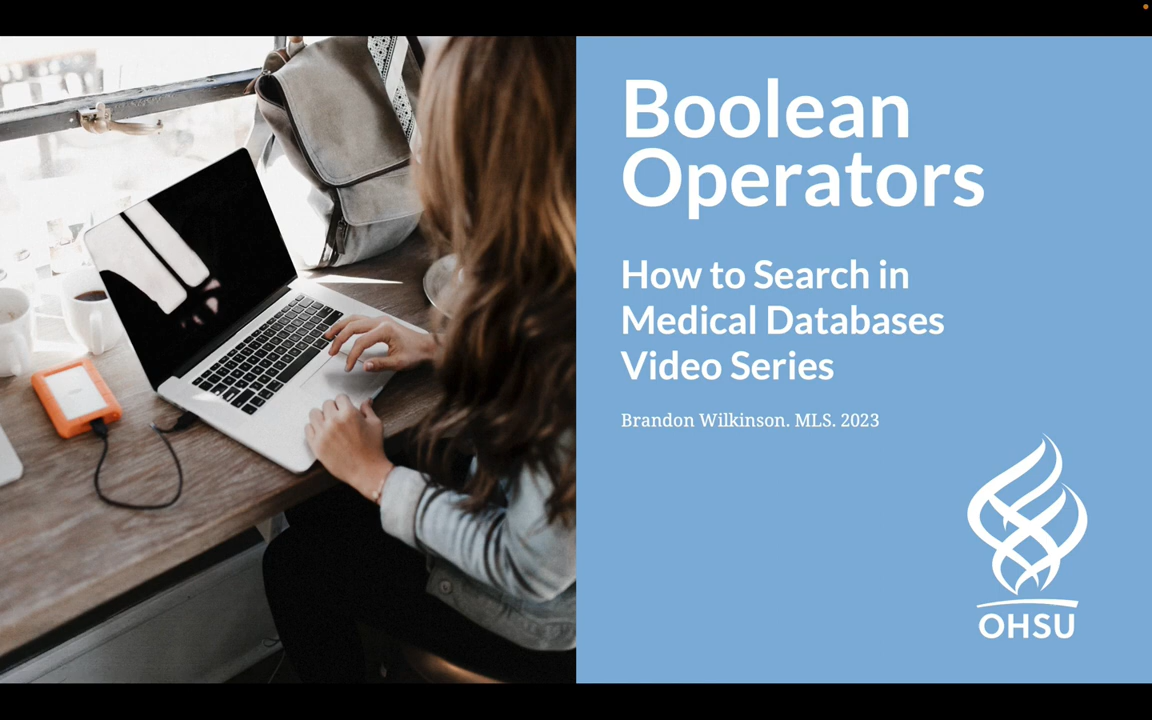 Boolean
Operators
How to Search in
Medical Databases
Video Series
Brandon Wilkinson. MLS. 2023
OHSU